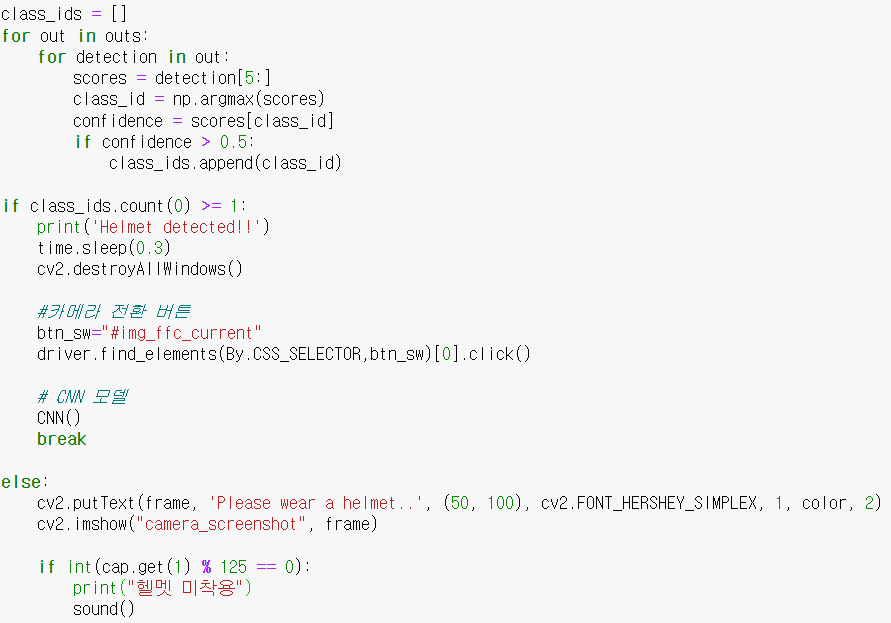 class_ids = []
for out in outs:
    for detection in out:
        scores = detection[5:]
        class_id = np.argmax(scores)
        confidence = scores[class_id]
        if confidence > 0.5:
            class_ids.append(class_id)

if class_ids.count(0) >= 1:
    print('Helmet detected!!')
    time.sleep(0.3)
    cv2.destroyAllWindows()

    #카메라 전환 버튼
    btn_sw="#img_ffc_current"
    driver.find_elements(By.CSS_SELECTOR,btn_sw)[0].click()

    # CNN 모델
    CNN()
    break

else:
    cv2.putText(frame, 'Please wear a helmet..', (50, 100), cv2.FONT_HERSHEY_SIMPLEX, 1, color, 2)
    cv2.imshow("camera_screenshot", frame)

    if int(cap.get(1) % 125 == 0):
        print("헬멧 미착용")
        sound()